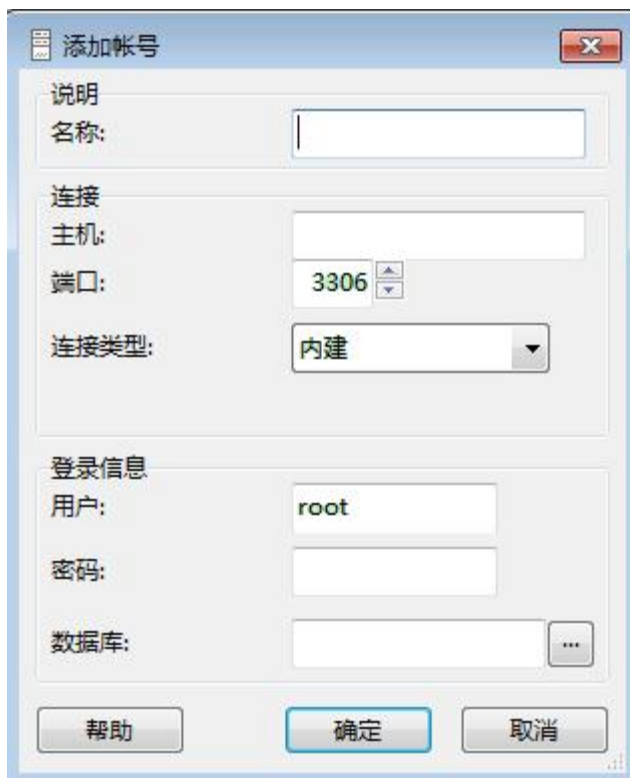 添加帐号
说明
名称:
连接
主机:
端口: 3306
连接类型: 内建
登录信息
用户: root
密码:
数据库: ...
帮助 确定 取消